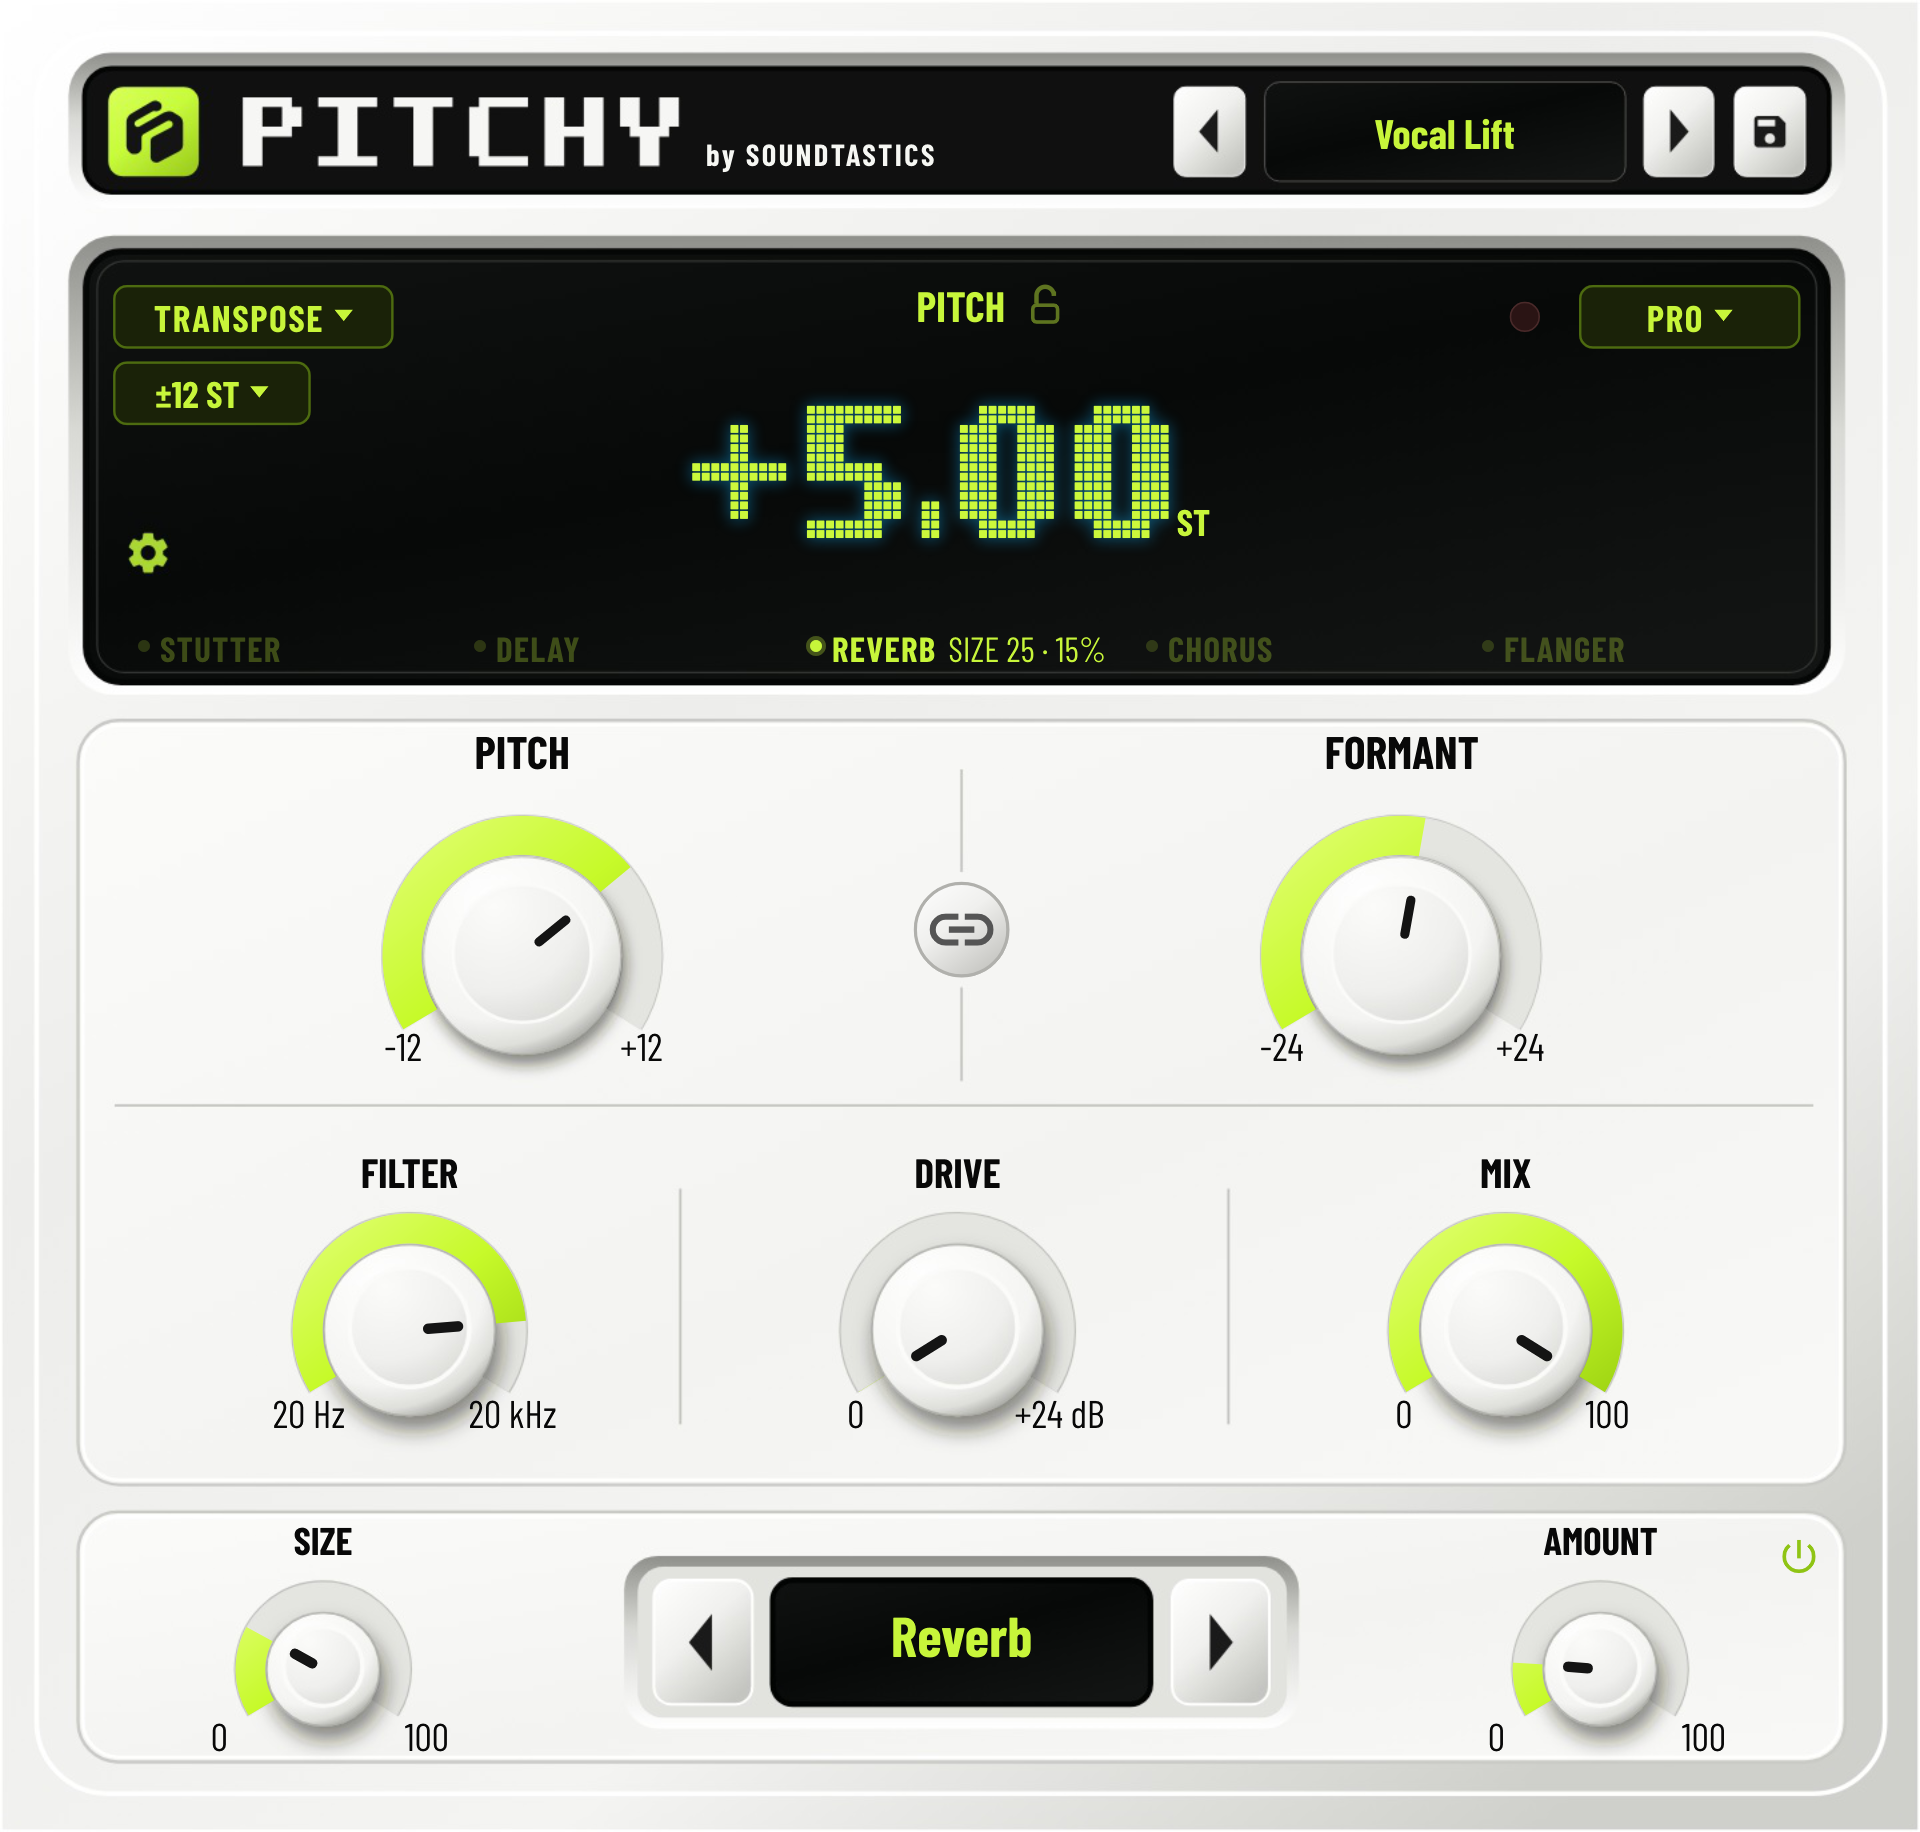 PITCHY by SOUNDTASTICS
Vocal Lift
TRANSPOSE
PITCH
PRO
±12 ST
+5.00 ST
STUTTER
DELAY
REVERB SIZE 25 · 15%
CHORUS
FLANGER
PITCH
FORMANT
-12
+12
-24
+24
FILTER
DRIVE
MIX
20 Hz
20 kHz
0
+24 dB
0
100
SIZE
AMOUNT
Reverb
0
100
0
100